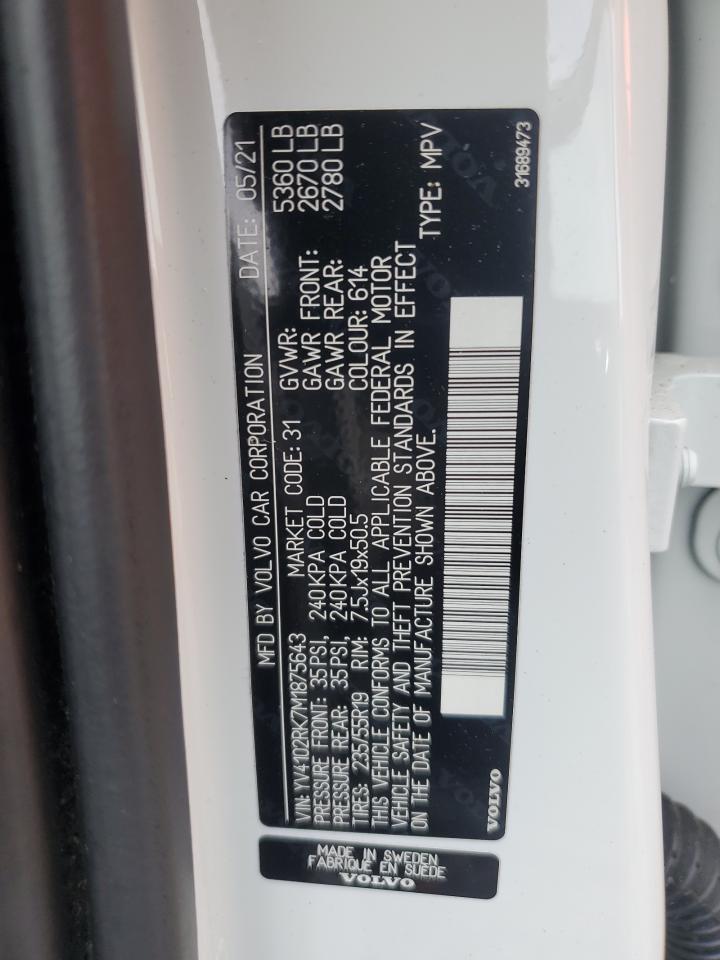 MFD BY VOLVO CAR CORPORATION DATE: 05/21
VIN: YV4102RK7M1875643 MARKET CODE: 31 GVWR: 5360 LB
PRESSURE FRONT: 35PSI, 240KPA COLD GAWR FRONT: 2670 LB
PRESSURE REAR: 35PSI, 240KPA COLD GAWR REAR: 2780 LB
TIRES: 235/55R19 RIM: 7.5Jx19x50.5 COLOUR: 614
THIS VEHICLE CONFORMS TO ALL APPLICABLE FEDERAL MOTOR
VEHICLE SAFETY AND THEFT PREVENTION STANDARDS IN EFFECT
ON THE DATE OF MANUFACTURE SHOWN ABOVE. TYPE: MPV
VOLVO 31689473
MADE IN SWEDEN
FABRIQUE EN SUEDE
VOLVO